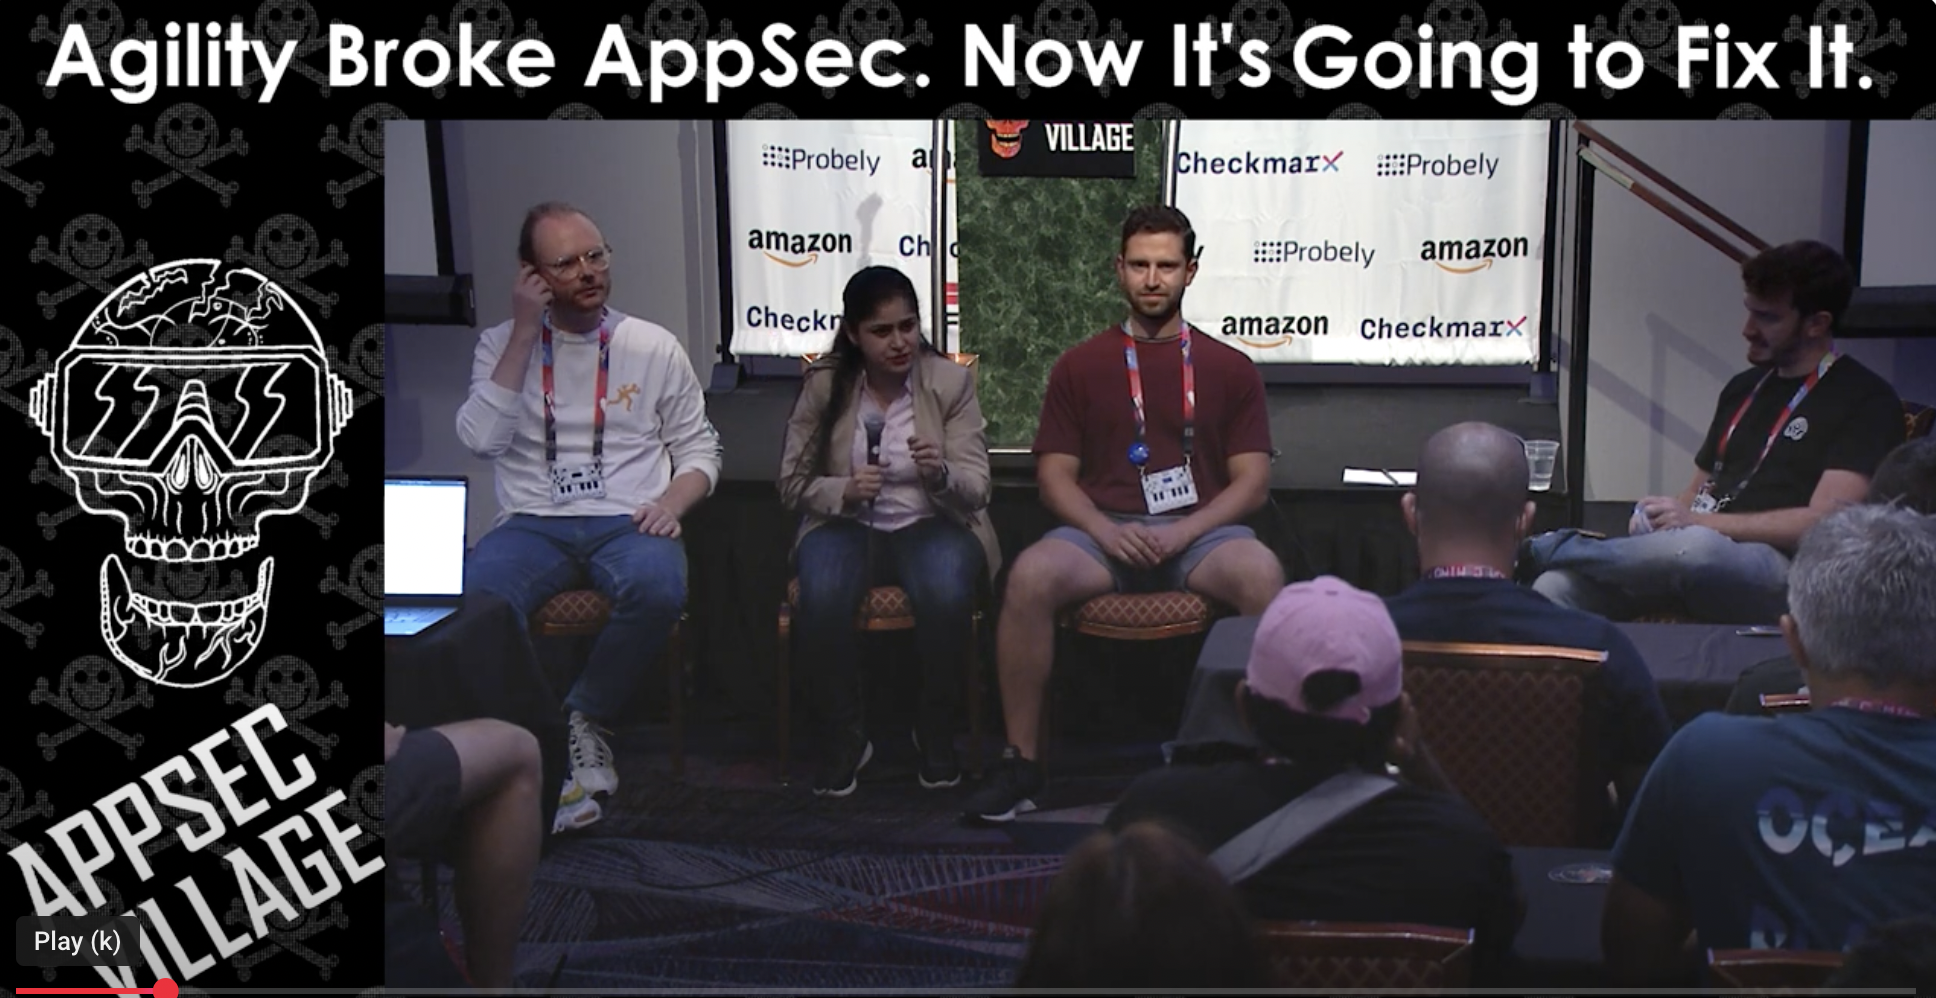 Agility Broke AppSec. Now It's Going to Fix It.
VILLAGE
Probely
Checkmarx
Probely
amazon
Probely
amazon
amazon
Checkmarx
OCEA
APPSEC
VILLAGE
Play (k)